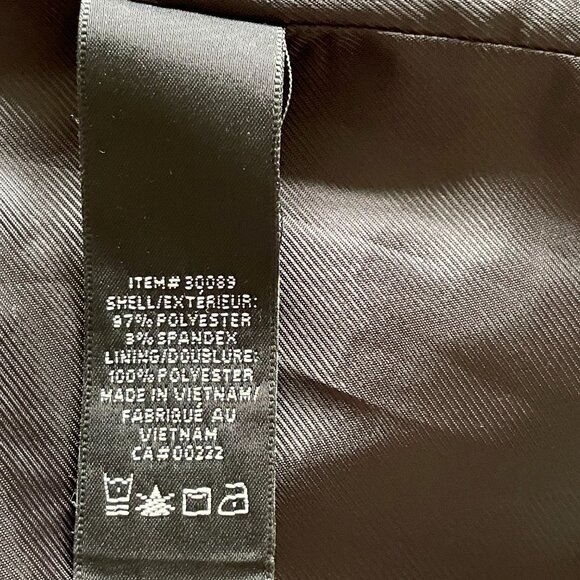 ITEM# 30089
SHELL/EXTÉRIEUR:
97% POLYESTER
3% SPANDEX
LINING/DOUBLURE:
100% POLYESTER
MADE IN VIETNAM/
FABRIQUÉ AU
VIETNAM
CA#00222